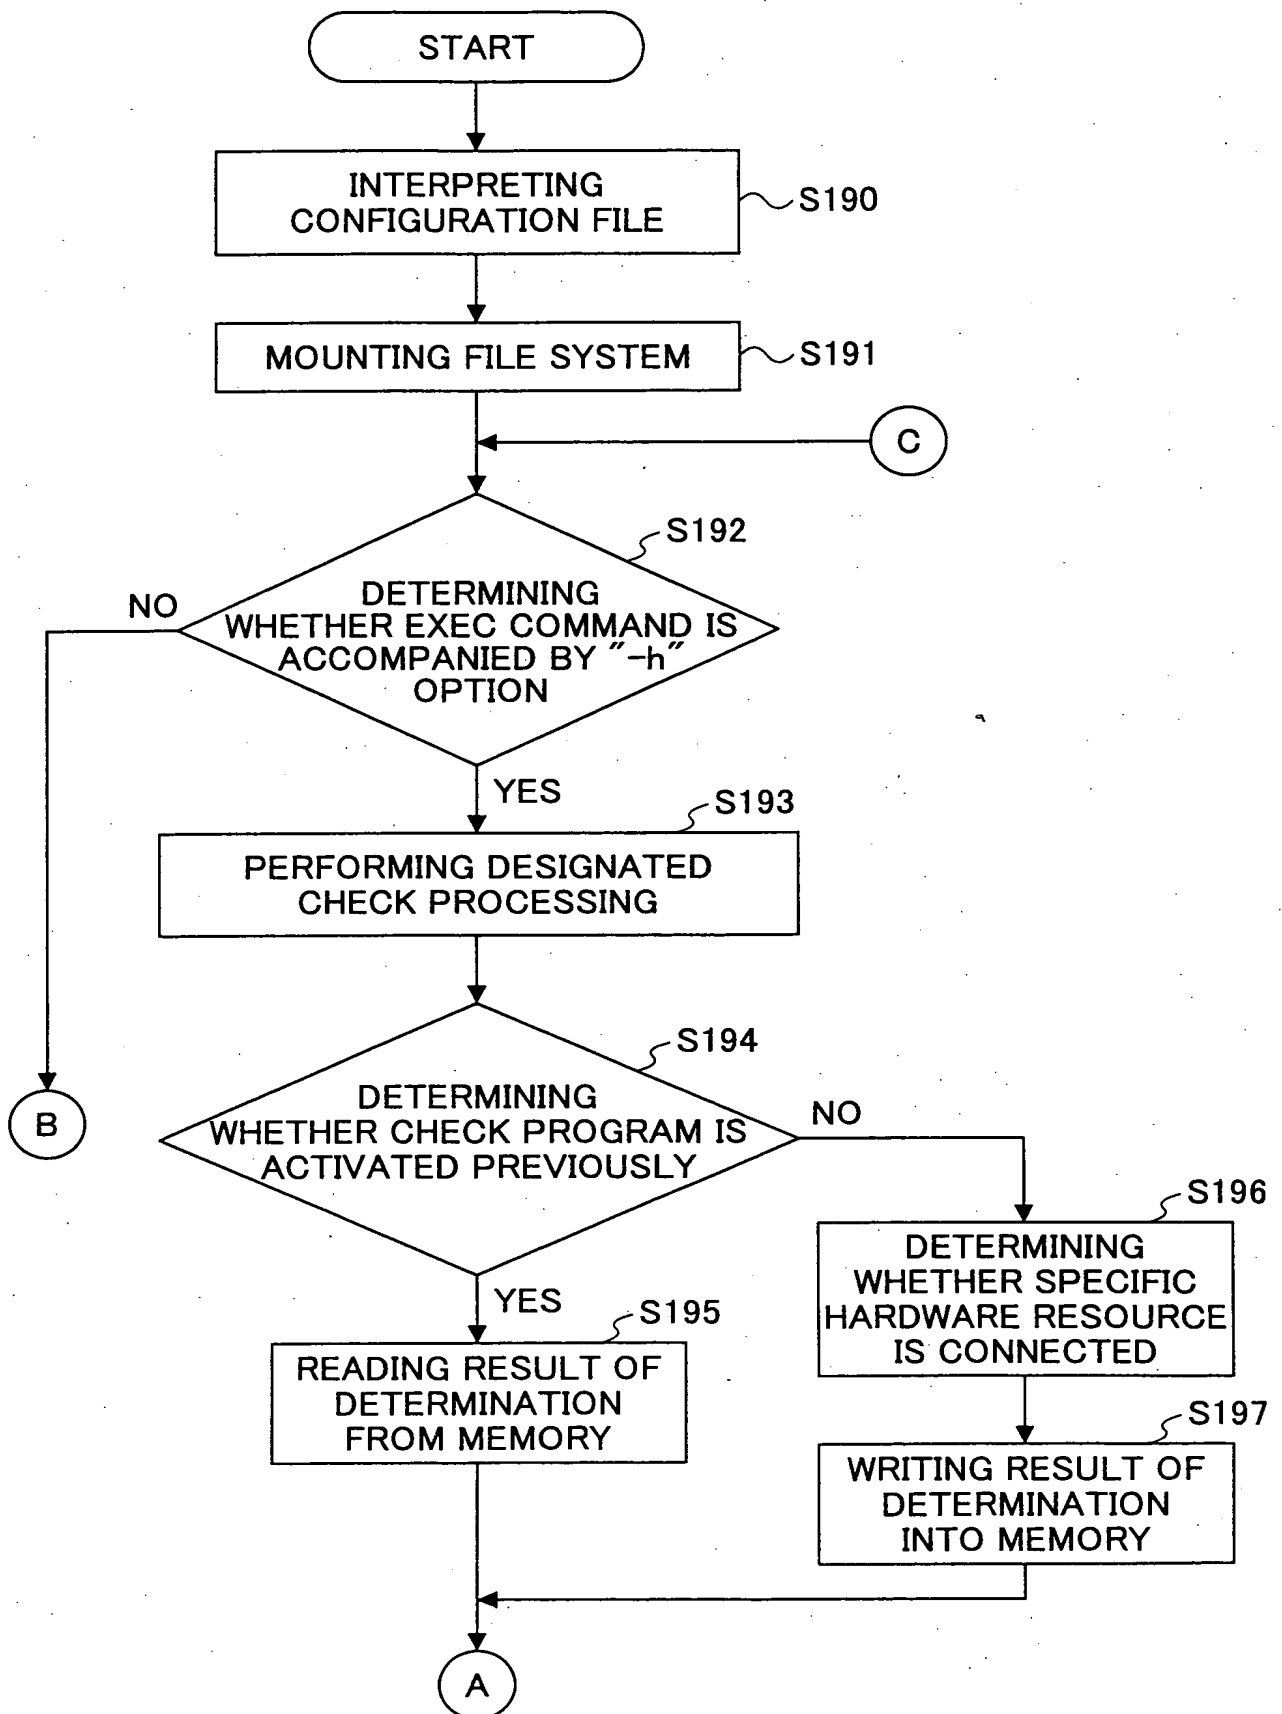 START
INTERPRETING
CONFIGURATION FILE
S190
MOUNTING FILE SYSTEM
S191
C
S192
DETERMINING
WHETHER EXEC COMMAND IS
ACCOMPANIED BY "-h"
OPTION
NO
YES
S193
PERFORMING DESIGNATED
CHECK PROCESSING
S194
DETERMINING
WHETHER CHECK PROGRAM IS
ACTIVATED PREVIOUSLY
NO
B
YES
S196
DETERMINING
WHETHER SPECIFIC
HARDWARE RESOURCE
IS CONNECTED
S195
READING RESULT OF
DETERMINATION
FROM MEMORY
S197
WRITING RESULT OF
DETERMINATION
INTO MEMORY
A